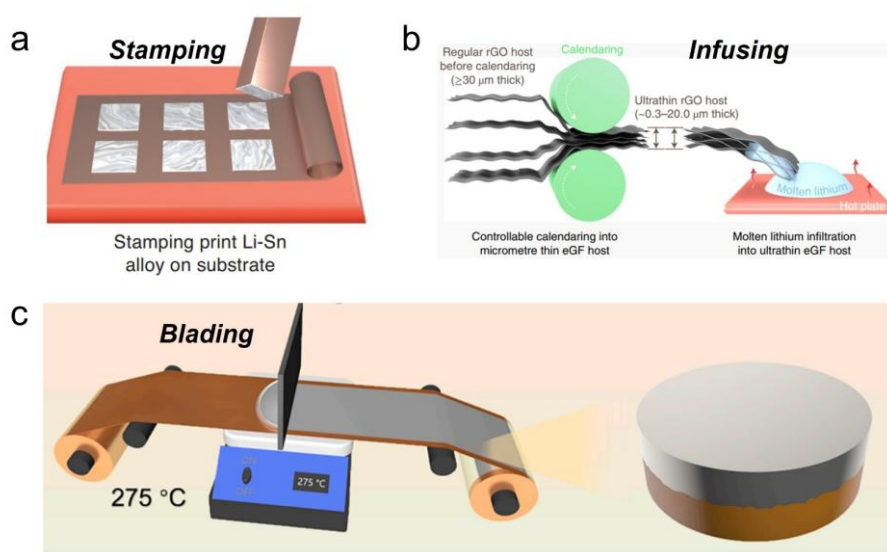 a
Stamping
Stamping print Li-Sn
alloy on substrate
b
Regular rGO host
before calendaring
(≥30 μm thick)
Calendaring
Infusing
Ultrathin rGO host
(~0.3–20.0 μm thick)
Molten lithium
Hot plate
Controllable calendaring into
micrometre thin eGF host
Molten lithium infiltration
into ultrathin eGF host
c
Blading
ON
OFF
275 °C
275 °C